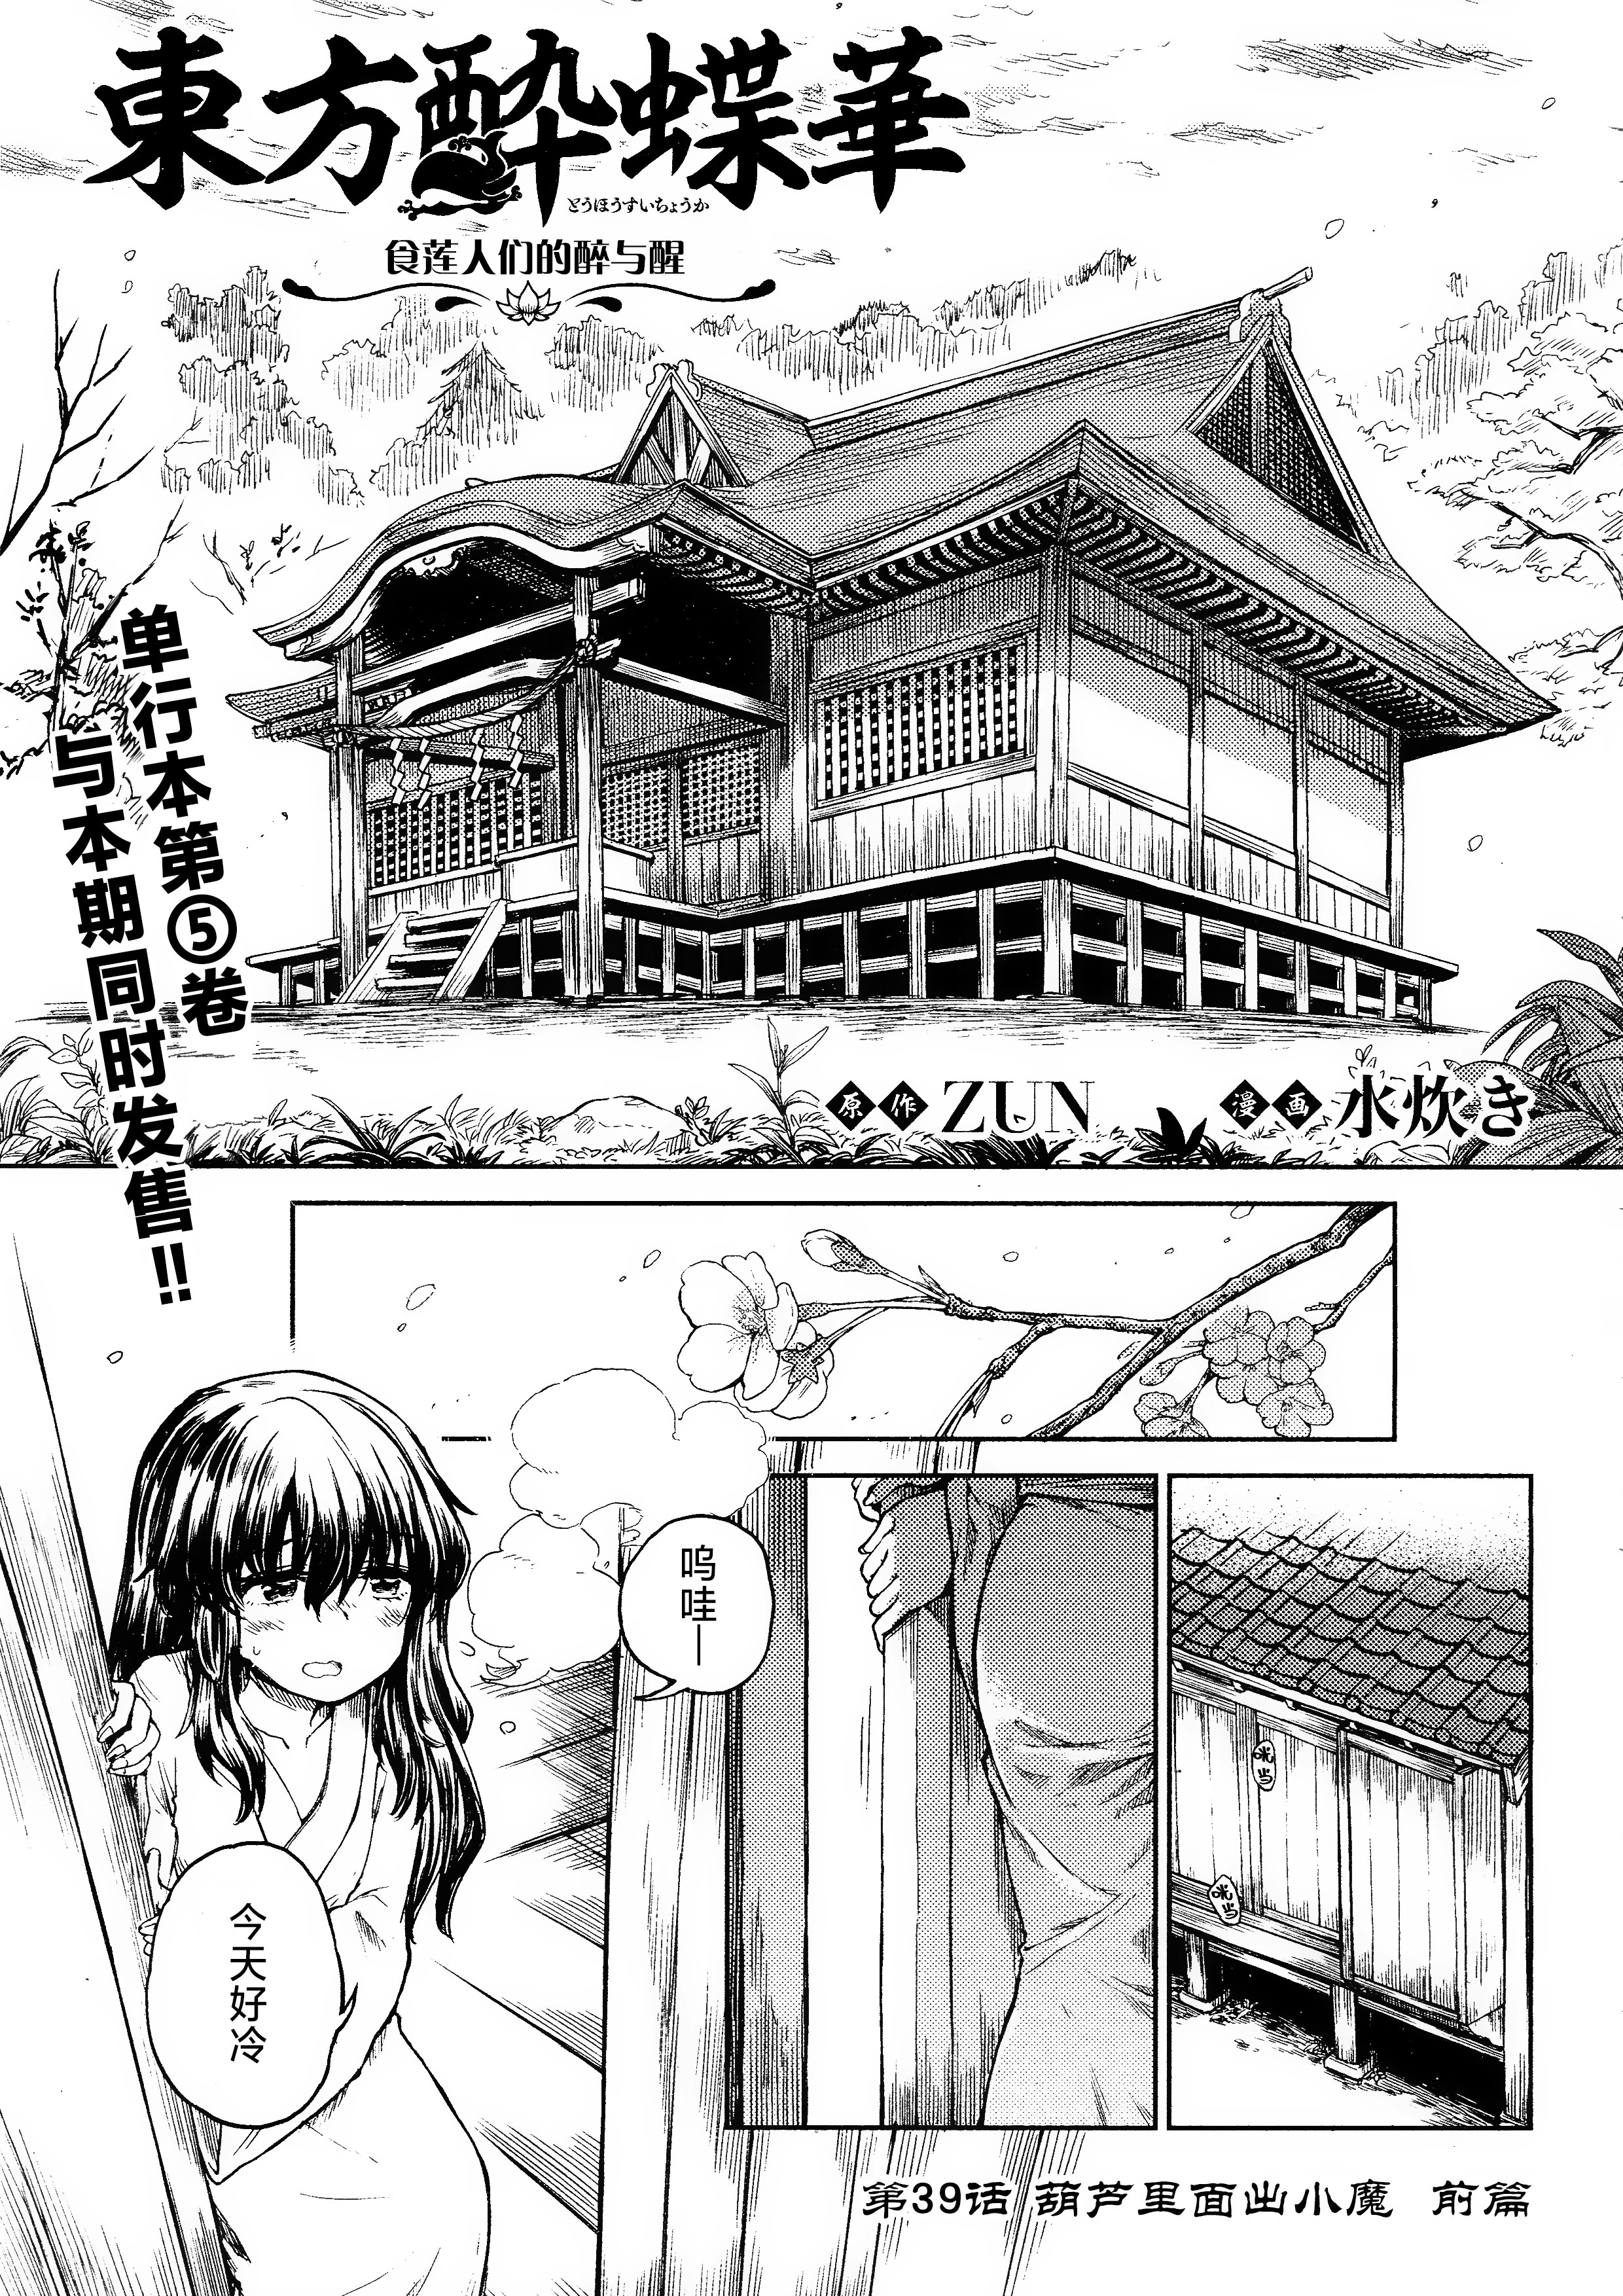 東方酔蝶華
とうほうすいちょうか
食莲人们的醉与醒
单行本第⑤卷
与本期同时发售!!
原作 ZUN
漫画 水炊き
咣当
咣当
呜哇—
今天好冷
第39话 葫芦里面出小魔 前篇